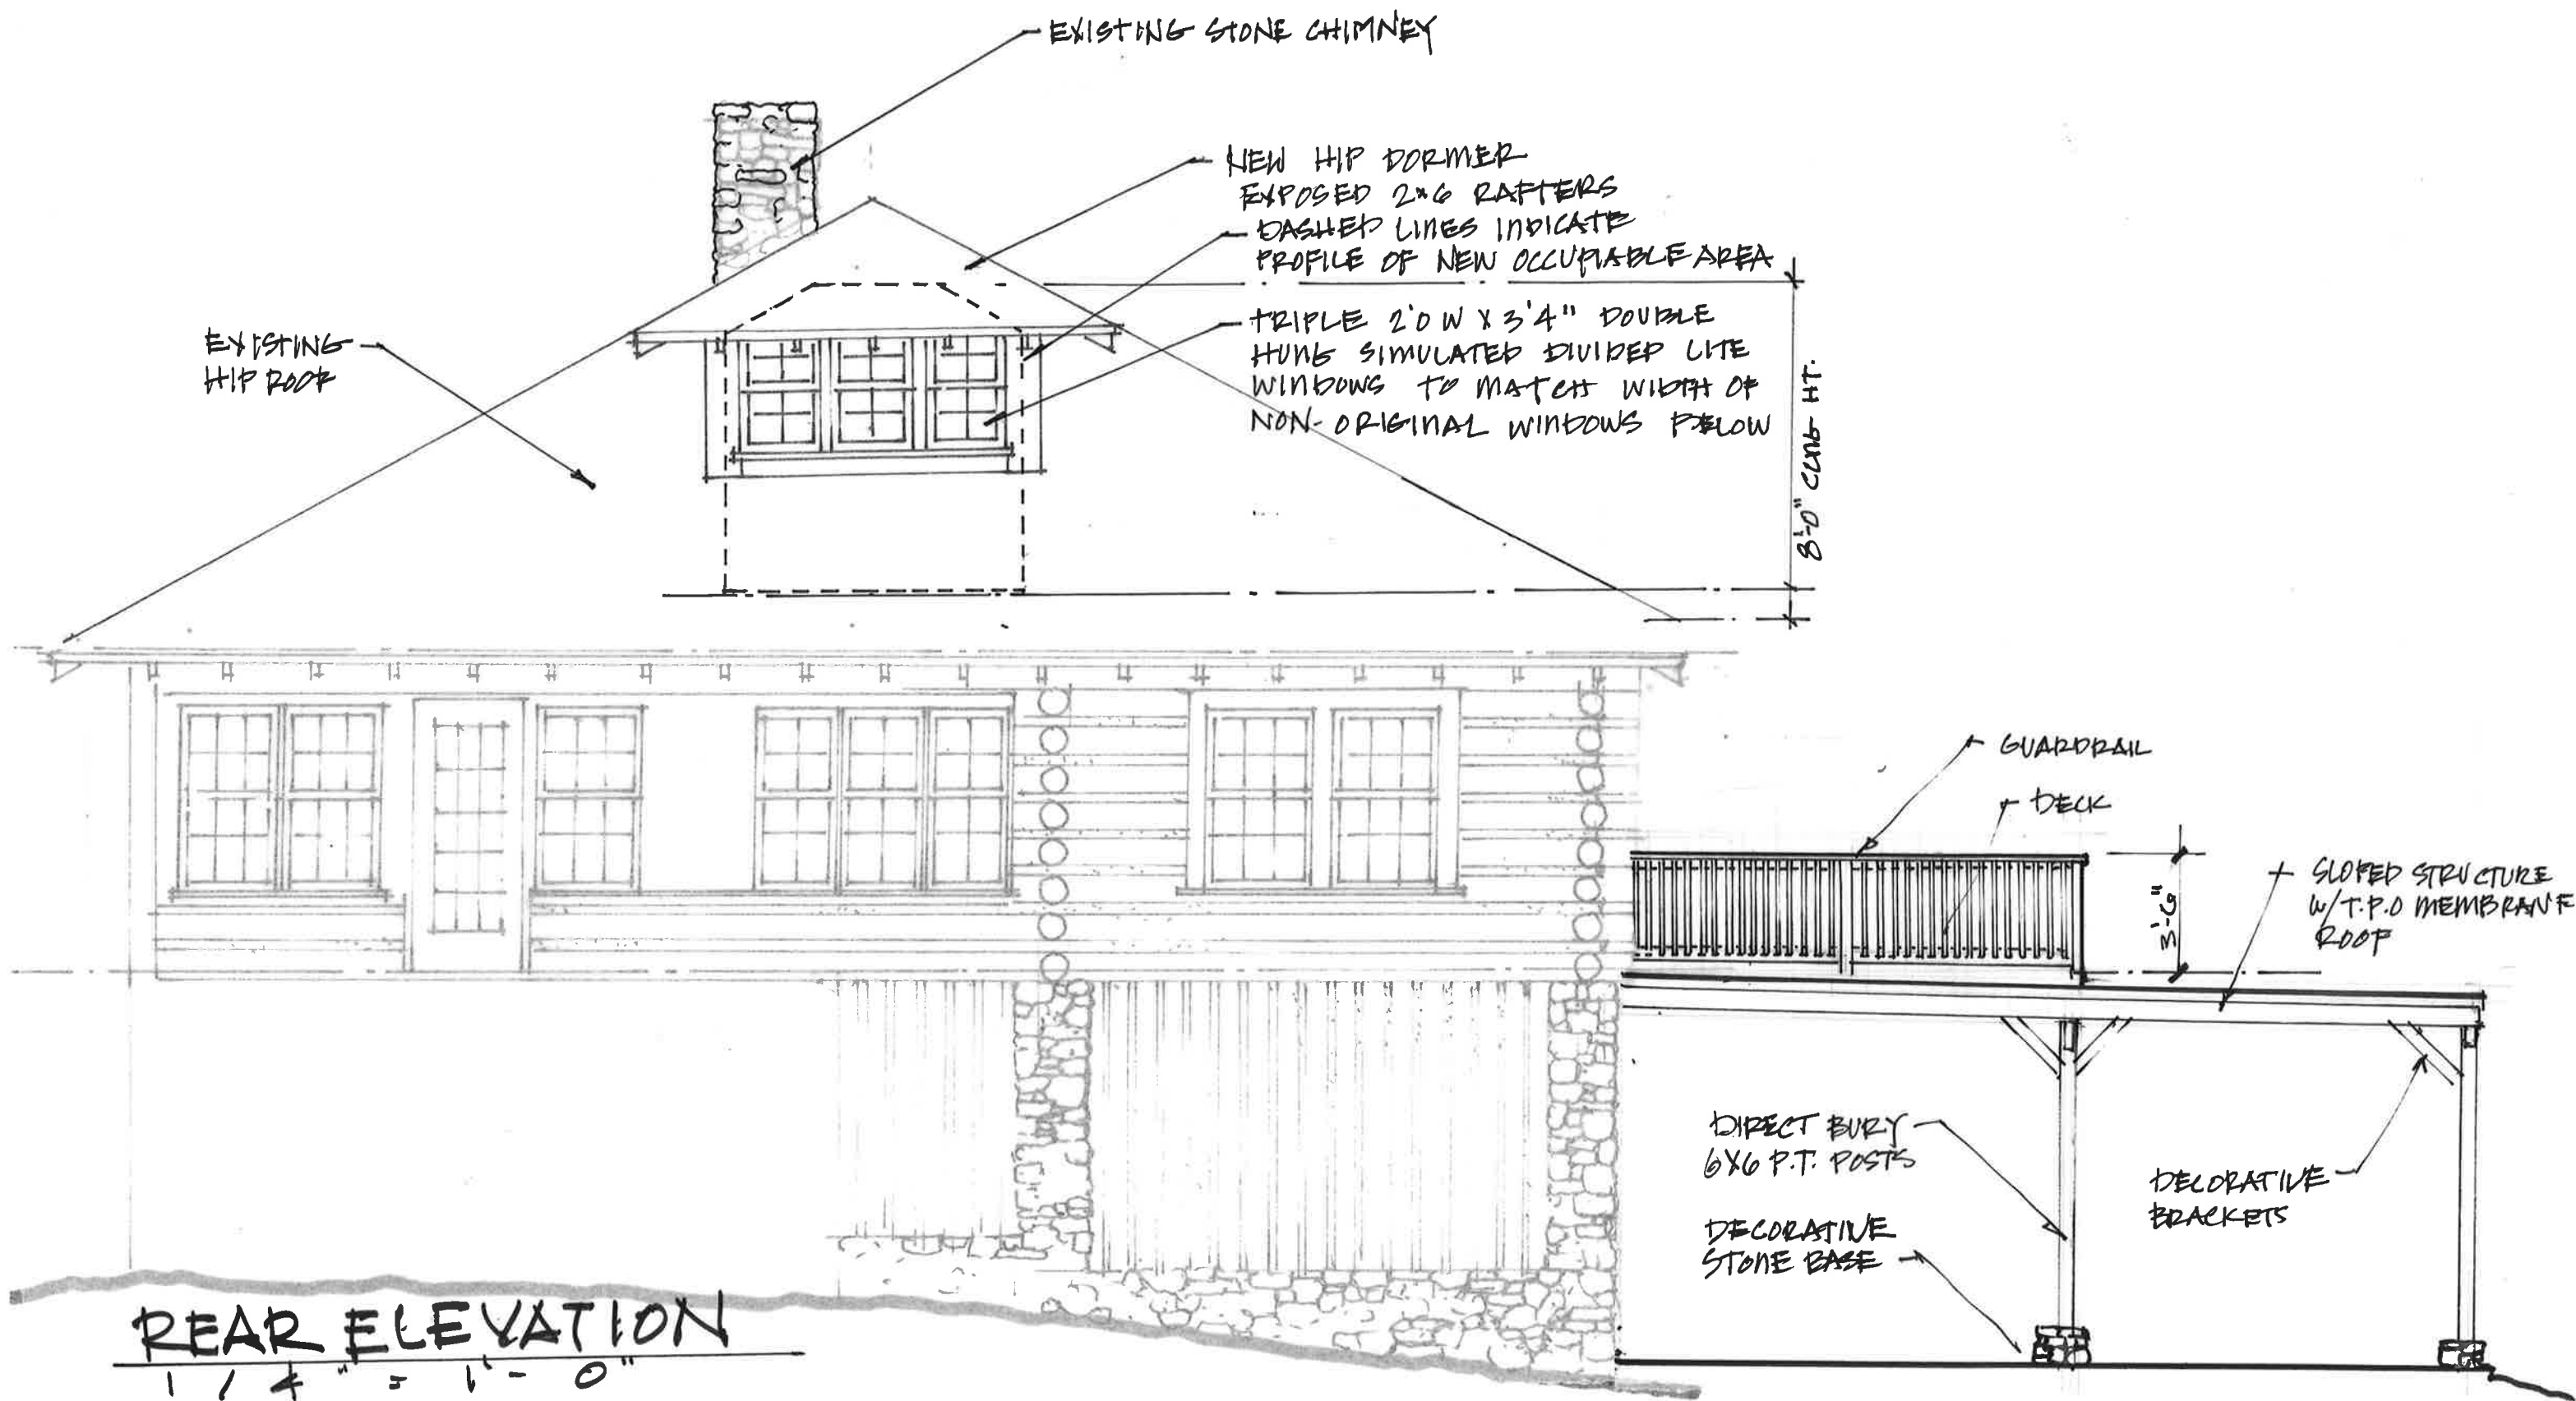 EXISTING STONE CHIMNEY
NEW HIP DORMER
EXPOSED 2x6 RAFTERS
DASHED LINES INDICATE
PROFILE OF NEW OCCUPIABLE AREA
TRIPLE 2'0 W X 3'4" DOUBLE
HUNG SIMULATED DIVIDED LITE
WINDOWS TO MATCH WIDTH OF
NON-ORIGINAL WINDOWS BELOW
EXISTING
HIP ROOF
8'-0" CLNG HT.
GUARDRAIL
DECK
3'-6"
SLOPED STRUCTURE
W/T.P.O MEMBRANE
ROOF
DIRECT BURY
6X6 P.T. POSTS
DECORATIVE
STONE BASE
DECORATIVE
BRACKETS
REAR ELEVATION
1/4" = 1'-0"